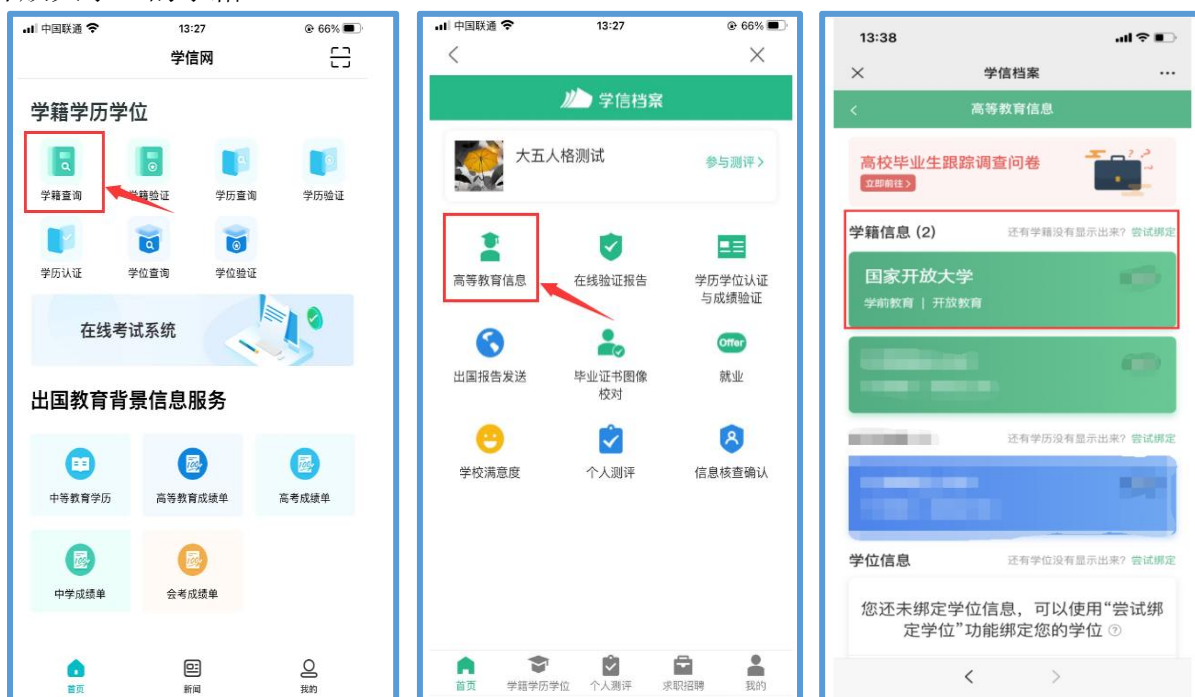 中国联通 13:27 66%
学信网
学籍学历学位
学籍查询 学籍验证 学历查询 学历验证
学历认证 学位查询 学位验证
在线考试系统
出国教育背景信息服务
中等教育学历 高等教育成绩单 高考成绩单
中学成绩单 会考成绩单
首页 新闻 我的
中国联通 13:27 66%
学信档案
大五人格测试 参与测评>
高等教育信息 在线验证报告 学历学位认证
与成绩验证
Offer
出国报告发送 毕业证书图像 就业
校对
学校满意度 个人测评 信息核查确认
首页 学籍学历学位 个人测评 求职招聘 我的
13:38
学信档案
高等教育信息
高校毕业生跟踪调查问卷
立即前往>
学籍信息 (2) 还有学籍没有显示出来? 尝试绑定
国家开放大学
学前教育 | 开放教育
还有学历没有显示出来? 尝试绑定
学位信息 还有学位没有显示出来? 尝试绑定
您还未绑定学位信息，可以使用“尝试绑
定学位”功能绑定您的学位